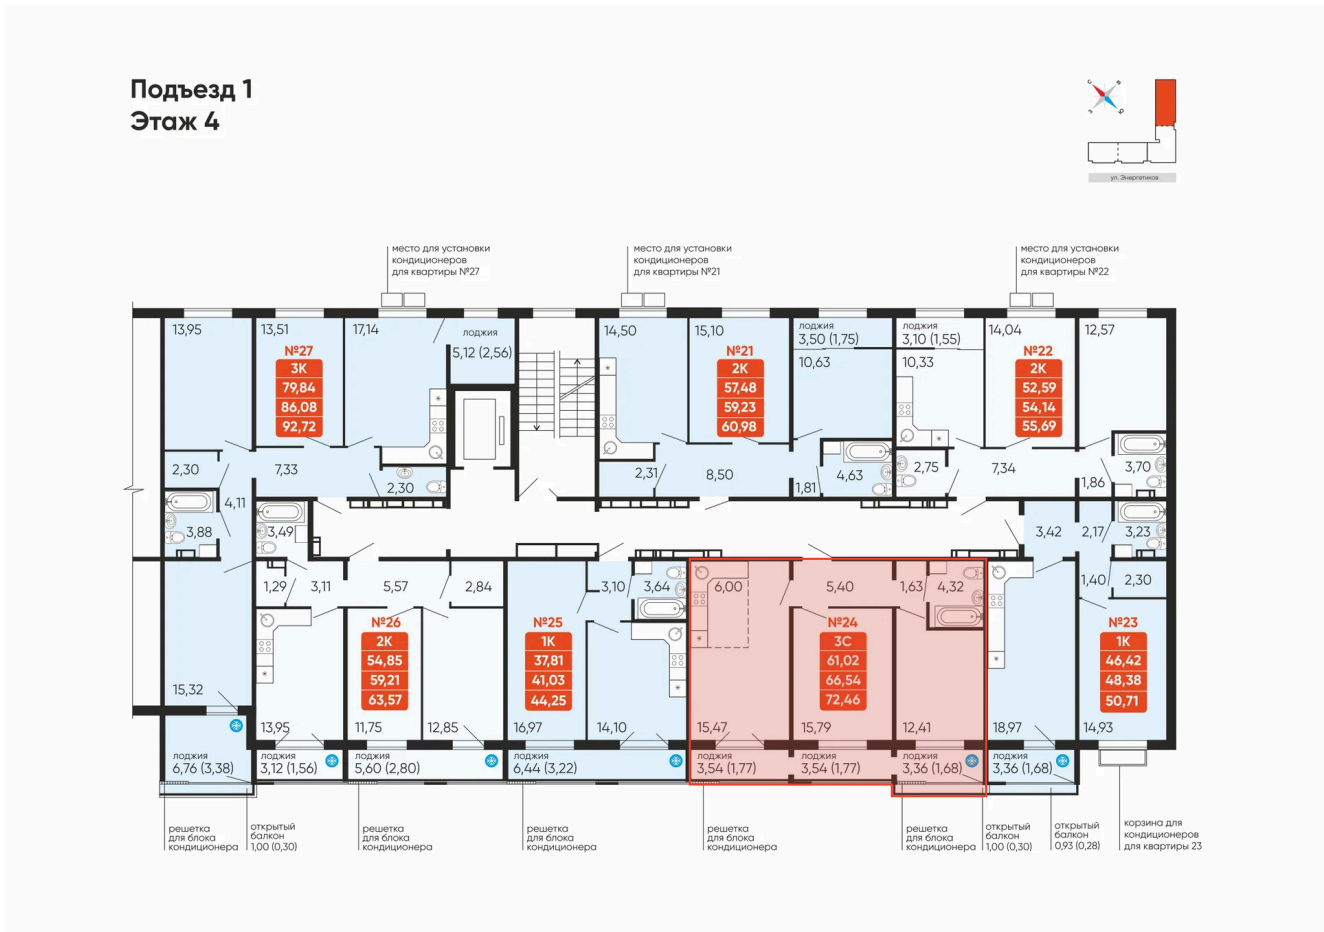 Подъезд 1
Этаж 4
С
В
З
Ю
ул. Энергетиков
место для установки
кондиционеров
для квартиры №27
место для установки
кондиционеров
для квартиры №21
место для установки
кондиционеров
для квартиры №22
13,95
13,51
17,14
лоджия
5,12 (2,56)
№27
3К
79,84
86,08
92,72
2,30
7,33
2,30
4,11
3,88
15,32
лоджия
6,76 (3,38)
14,50
15,10
лоджия
3,50 (1,75)
10,63
№21
2К
57,48
59,23
60,98
2,31
8,50
1,81
4,63
лоджия
3,10 (1,55)
10,33
14,04
12,57
№22
2К
52,59
54,14
55,69
2,75
7,34
1,86
3,70
3,49
1,29
3,11
5,57
2,84
№26
2К
54,85
59,21
63,57
13,95
11,75
12,85
лоджия
3,12 (1,56)
лоджия
5,60 (2,80)
3,10
3,64
№25
1К
37,81
41,03
44,25
16,97
14,10
лоджия
6,44 (3,22)
6,00
5,40
1,63
4,32
№24
3С
61,02
66,54
72,46
15,47
15,79
12,41
лоджия
3,54 (1,77)
лоджия
3,54 (1,77)
лоджия
3,36 (1,68)
3,42
2,17
3,23
1,40
2,30
№23
1К
46,42
48,38
50,71
18,97
14,93
лоджия
3,36 (1,68)
решетка
для блока
кондиционера
открытый
балкон
1,00 (0,30)
решетка
для блока
кондиционера
решетка
для блока
кондиционера
решетка
для блока
кондиционера
решетка
для блока
кондиционера
открытый
балкон
1,00 (0,30)
открытый
балкон
0,93 (0,28)
корзина для
кондиционеров
для квартиры 23